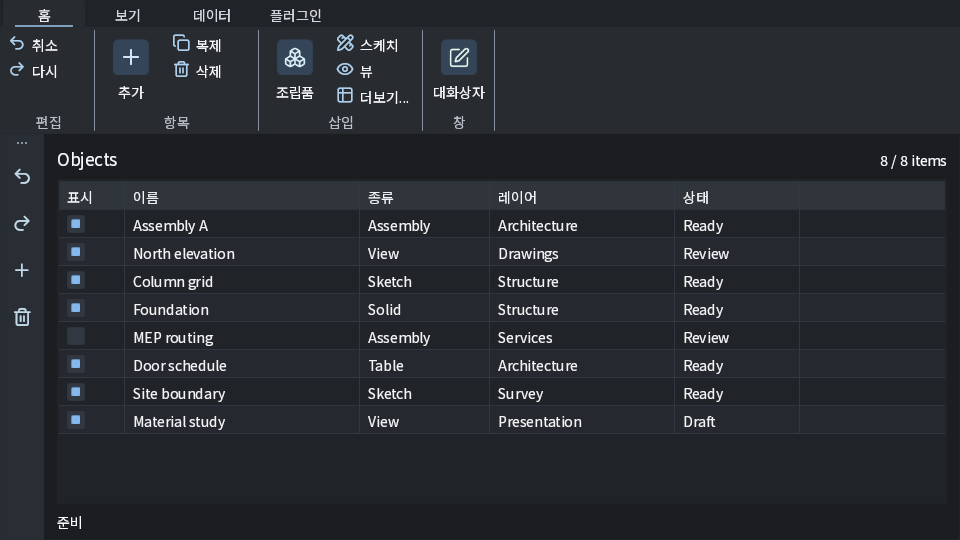 홈 보기 데이터 플러그인
취소
다시
편집
추가
복제
삭제
항목
조립품
스케치
뷰
더보기...
삽입
대화상자
창
...
Objects 8 / 8 items
표시 이름 종류 레이어 상태
Assembly A Assembly Architecture Ready
North elevation View Drawings Review
Column grid Sketch Structure Ready
Foundation Solid Structure Ready
MEP routing Assembly Services Review
Door schedule Table Architecture Ready
Site boundary Sketch Survey Ready
Material study View Presentation Draft
준비